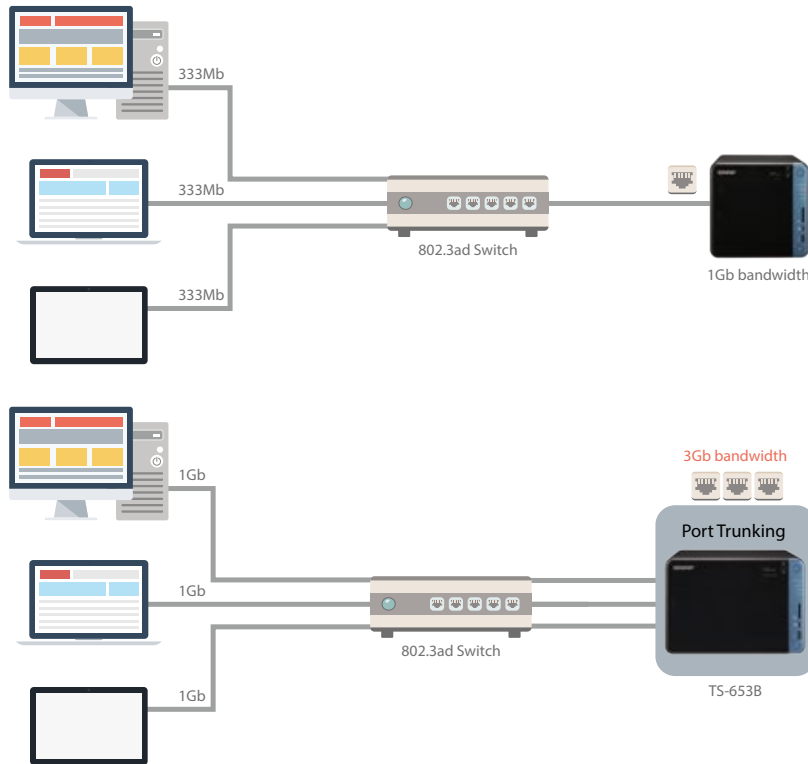 333Mb
333Mb
802.3ad Switch
1Gb bandwidth
333Mb
3Gb bandwidth
1Gb
Port Trunking
1Gb
802.3ad Switch
TS-653B
1Gb